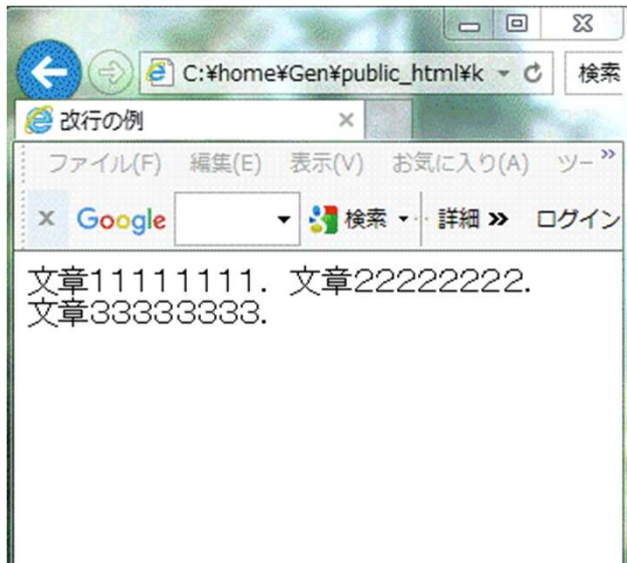 C:¥home¥Gen¥public_html¥k 検索
改行の例
ファイル(F) 編集(E) 表示(V) お気に入り(A) ツー »
x Google 検索 詳細 » ログイン
文章11111111. 文章22222222.
文章33333333.